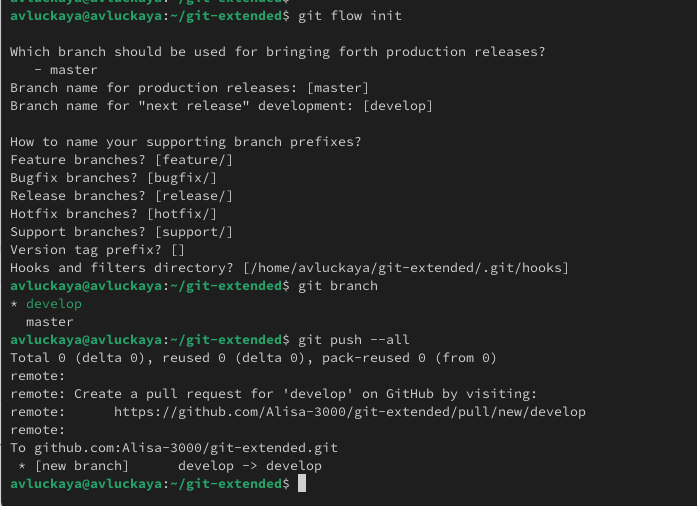 avluckaya@avluckaya:~/git-extended$ git flow init
Which branch should be used for bringing forth production releases?
   - master
Branch name for production releases: [master]
Branch name for "next release" development: [develop]
How to name your supporting branch prefixes?
Feature branches? [feature/]
Bugfix branches? [bugfix/]
Release branches? [release/]
Hotfix branches? [hotfix/]
Support branches? [support/]
Version tag prefix? []
Hooks and filters directory? [/home/avluckaya/git-extended/.git/hooks]
avluckaya@avluckaya:~/git-extended$ git branch
* develop
  master
avluckaya@avluckaya:~/git-extended$ git push --all
Total 0 (delta 0), reused 0 (delta 0), pack-reused 0 (from 0)
remote:
remote: Create a pull request for 'develop' on GitHub by visiting:
remote:      https://github.com/Alisa-3000/git-extended/pull/new/develop
remote:
To github.com:Alisa-3000/git-extended.git
 * [new branch]      develop -> develop
avluckaya@avluckaya:~/git-extended$